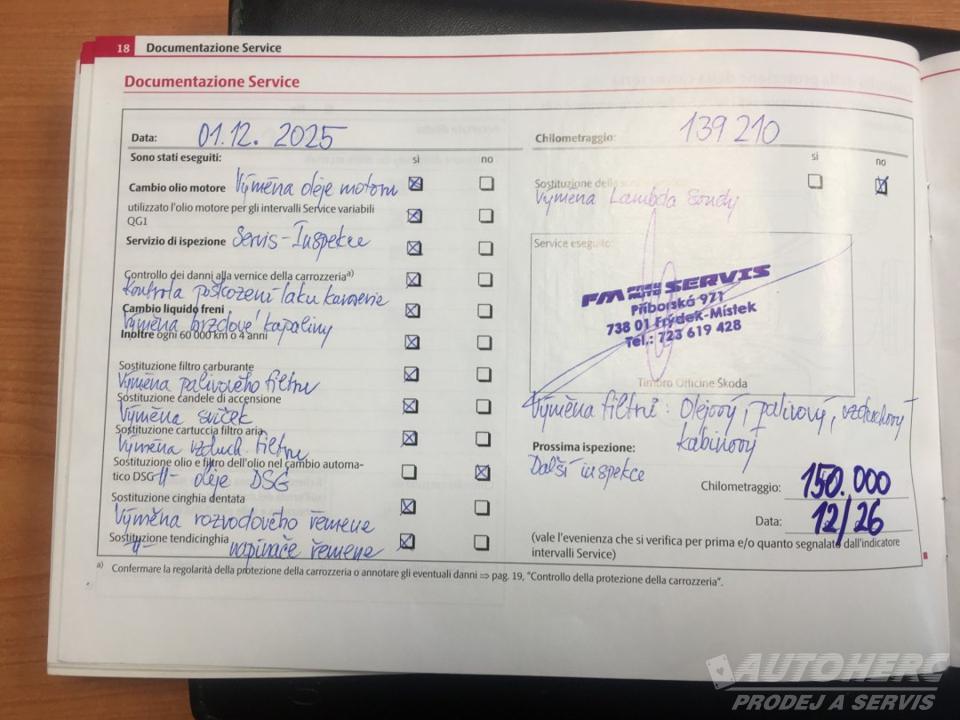 18 Documentazione Service
Documentazione Service
Data: 01.12. 2025
Sono stati eseguiti: sì no
Cambio olio motore Výměna oleje motoru
utilizzato l'olio motore per gli intervalli Service variabili
QG1
Servizio di ispezione Servis-Inspekce
Controllo dei danni alla vernice della carrozzeria a)
Kontrola poškození laku karoserie
Cambio liquido freni
Výměna brzdové kapaliny
Inoltre ogni 60 000 km o 4 anni
Sostituzione filtro carburante
Výměna palivového filtru
Sostituzione candele di accensione
Výměna svíček
Sostituzione cartuccia filtro aria
Výměna vzduch. filtru
Sostituzione olio e filtro dell'olio nel cambio automa-
tico DSG -||- oleje DSG
Sostituzione cinghia dentata
Výměna rozvodového řemene
Sostituzione tendicinghia
-||- napínače řemene
Chilometraggio: 139 210
sì no
Sostituzione della
Výměna Lambda Sondy
Service eseguito:
FM SERVIS
Příborská 971
738 01 Frýdek-Místek
Tel.: 723 619 428
Timbro Officine Škoda
Výměna filtrů: Olejový, palivový, vzduchový
kabinový
Prossima ispezione:
Další inspekce
Chilometraggio: 150.000
Data: 12/26
(vale l'evenienza che si verifica per prima e/o quanto segnalato dall'indicatore
intervalli Service)
a) Confermare la regolarità della protezione della carrozzeria o annotare gli eventuali danni ⇒ pag. 19, "Controllo della protezione della carrozzeria".
AUTOHERC
PRODEJ A SERVIS